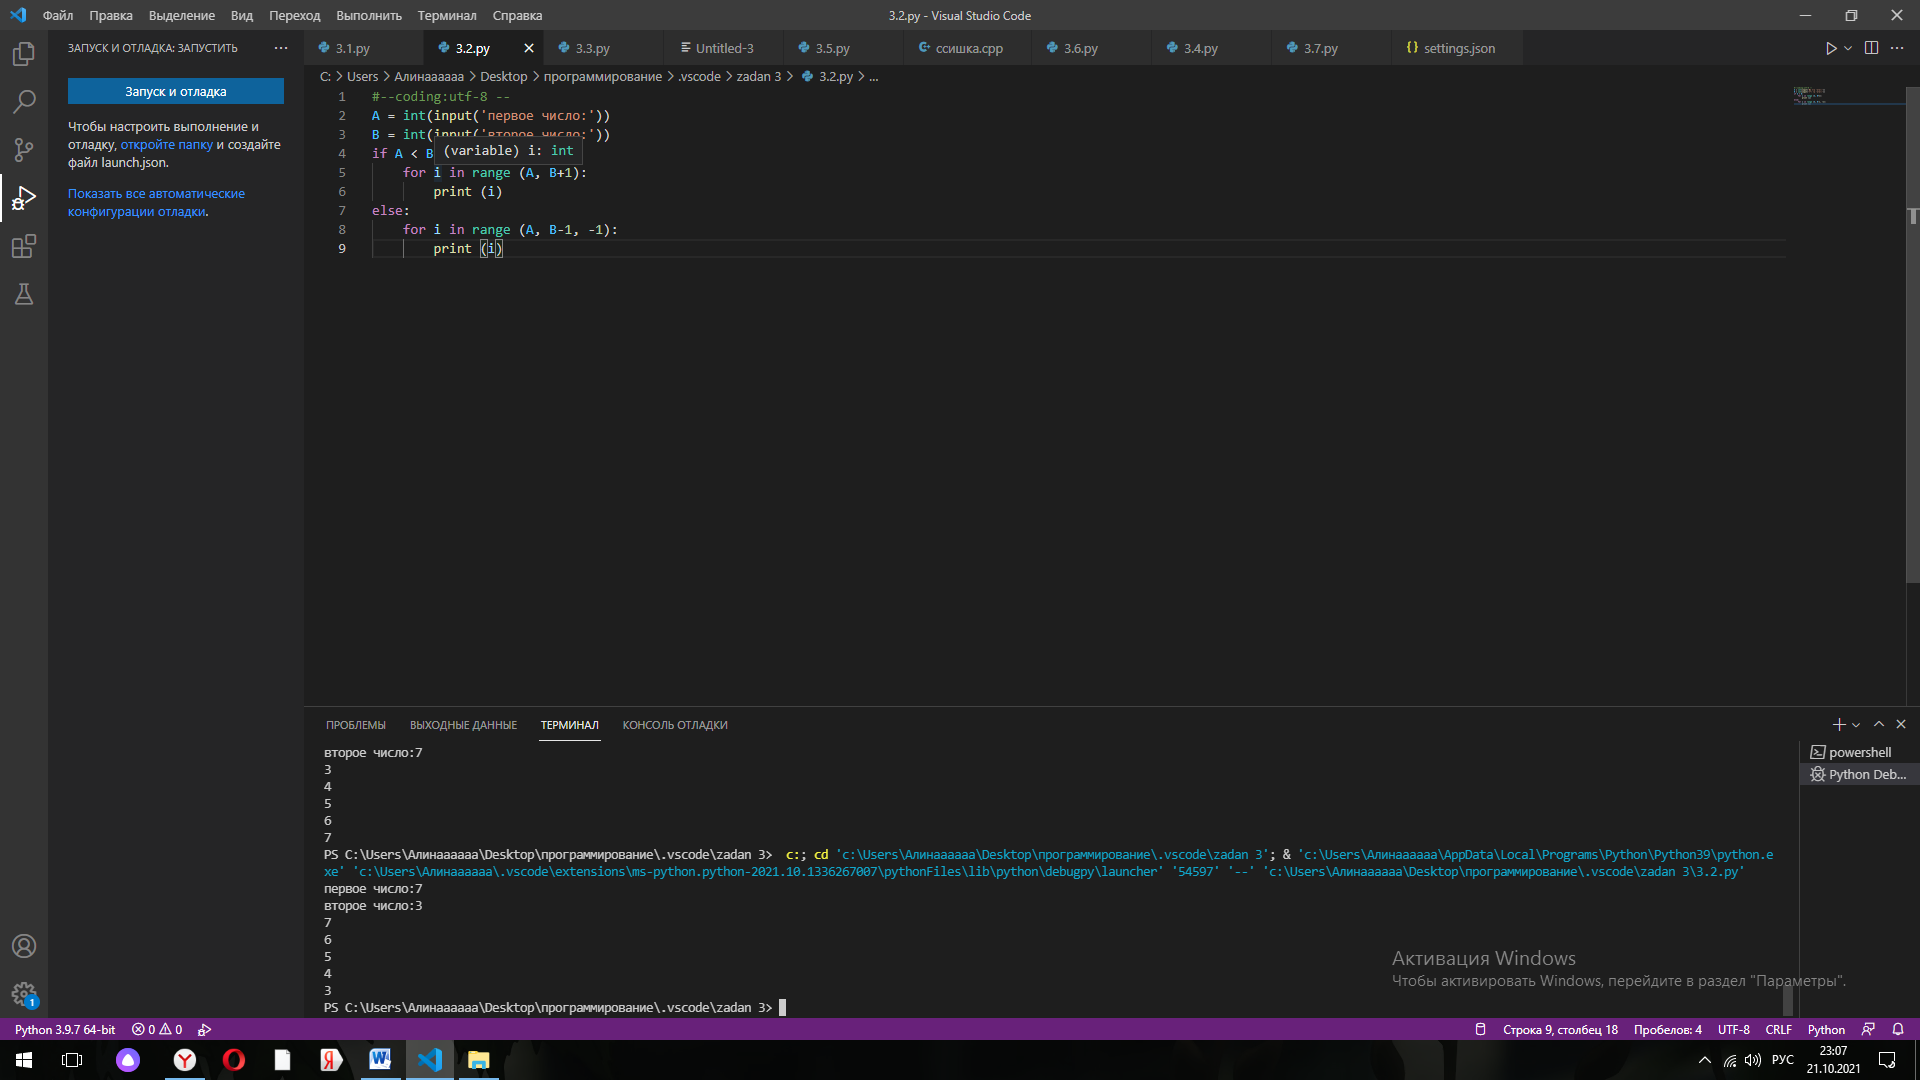 Файл Правка Выделение Вид Переход Выполнить Терминал Справка
3.2.py - Visual Studio Code
ЗАПУСК И ОТЛАДКА: ЗАПУСТИТЬ
3.1.py 3.2.py 3.3.py Untitled-3 3.5.py ссишка.cpp 3.6.py 3.4.py 3.7.py settings.json
C: > Users > Алинаааааа > Desktop > программирование > .vscode > zadan 3 > 3.2.py > ...
Запуск и отладка
Чтобы настроить выполнение и
отладку, откройте папку и создайте
файл launch.json.
Показать все автоматические
конфигурации отладки.
1 #--coding:utf-8 --
2 A = int(input('первое число:'))
3 B = int(input('второе число:'))
4 if A < B
(variable) i: int
5 for i in range (A, B+1):
6 print (i)
7 else:
8 for i in range (A, B-1, -1):
9 print (i)
ПРОБЛЕМЫ ВЫХОДНЫЕ ДАННЫЕ ТЕРМИНАЛ КОНСОЛЬ ОТЛАДКИ
powershell
Python Deb...
второе число:7
3
4
5
6
7
PS C:\Users\Алинаааааа\Desktop\программирование\.vscode\zadan 3>  c:; cd 'c:\Users\Алинаааааа\Desktop\программирование\.vscode\zadan 3'; & 'c:\Users\Алинаааааа\AppData\Local\Programs\Python\Python39\python.e
xe' 'c:\Users\Алинаааааа\.vscode\extensions\ms-python.python-2021.10.1336267007\pythonFiles\lib\python\debugpy\launcher' '54597' '--' 'c:\Users\Алинаааааа\Desktop\программирование\.vscode\zadan 3\3.2.py'
первое число:7
второе число:3
7
6
5
4
3
PS C:\Users\Алинаааааа\Desktop\программирование\.vscode\zadan 3>
Активация Windows
Чтобы активировать Windows, перейдите в раздел "Параметры".
1
Python 3.9.7 64-bit 0 0
Строка 9, столбец 18 Пробелов: 4 UTF-8 CRLF Python
РУС
23:07
21.10.2021